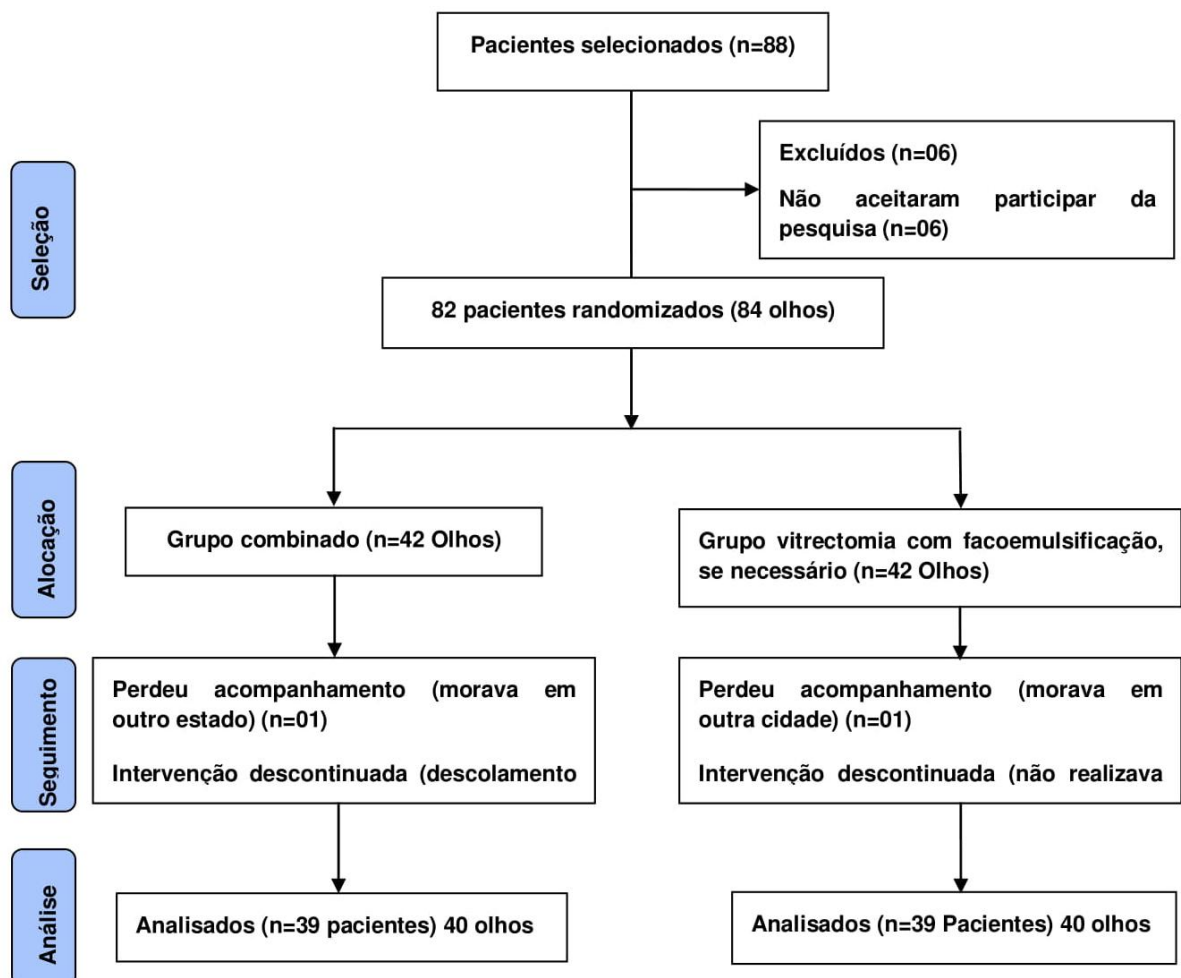 Pacientes selecionados (n=88)
Seleção
Excluídos (n=06)
Não aceitaram participar da
pesquisa (n=06)
82 pacientes randomizados (84 olhos)
Alocação
Grupo combinado (n=42 Olhos)
Grupo vitrectomia com facoemulsificação,
se necessário (n=42 Olhos)
Seguimento
Perdeu acompanhamento (morava em
outro estado) (n=01)
Intervenção descontinuada (descolamento
Perdeu acompanhamento (morava em
outra cidade) (n=01)
Intervenção descontinuada (não realizava
Análise
Analisados (n=39 pacientes) 40 olhos
Analisados (n=39 Pacientes) 40 olhos